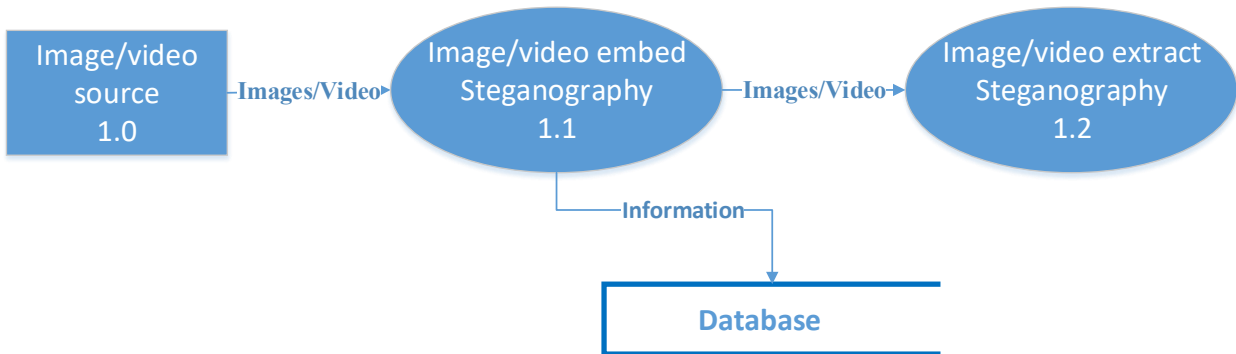 Image/video
source
1.0
Images/Video
Image/video embed
Steganography
1.1
Images/Video
Image/video extract
Steganography
1.2
Information
Database